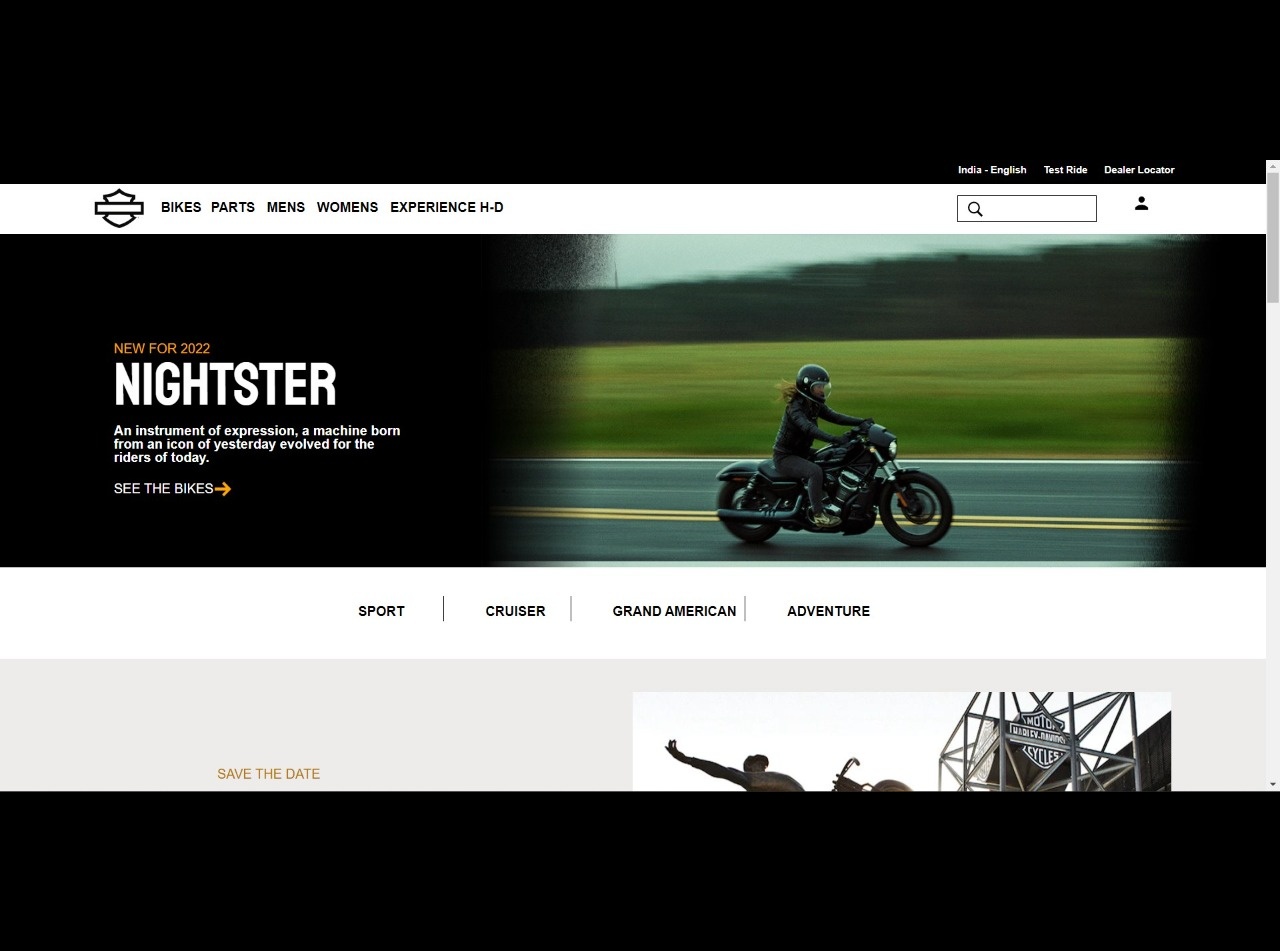 India - English Test Ride Dealer Locator
BIKES PARTS MENS WOMENS EXPERIENCE H-D
NEW FOR 2022
NIGHTSTER
An instrument of expression, a machine born
from an icon of yesterday evolved for the
riders of today.
SEE THE BIKES
SPORT CRUISER GRAND AMERICAN ADVENTURE
SAVE THE DATE
MOTOR
HARLEY-DAVIDSON
CYCLES